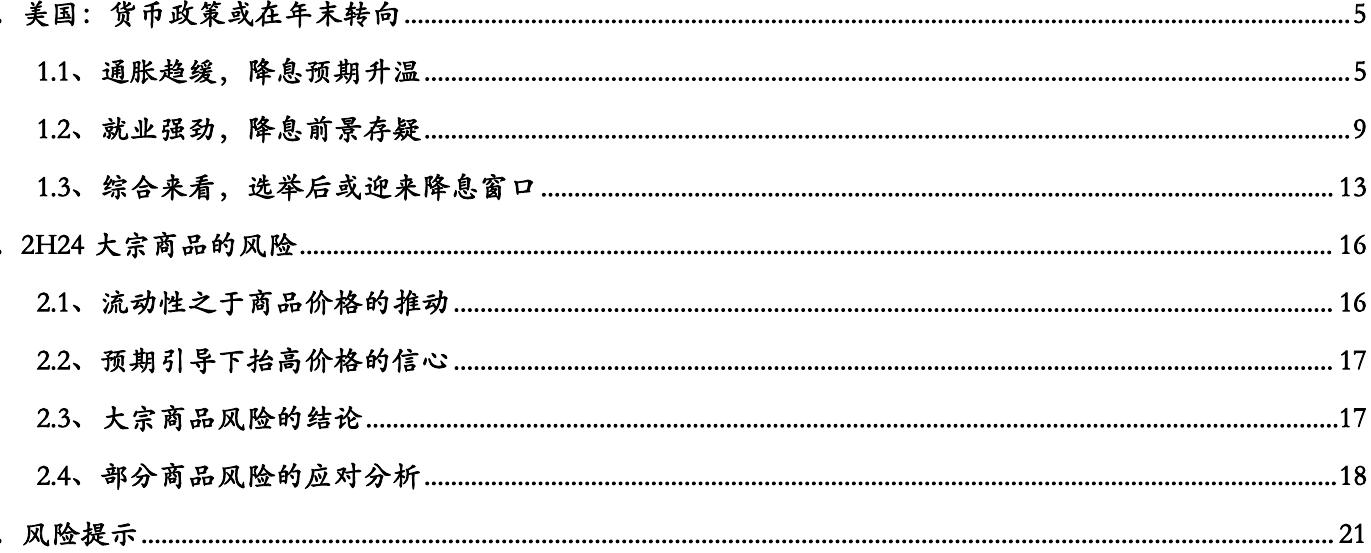 . 美国：货币政策或在年末转向........5
1.1、通胀趋缓，降息预期升温........5
1.2、就业强劲，降息前景存疑........9
1.3、综合来看，选举后或迎来降息窗口........13
. 2H24 大宗商品的风险........16
2.1、流动性之于商品价格的推动........16
2.2、预期引导下抬高价格的信心........17
2.3、大宗商品风险的结论........17
2.4、部分商品风险的应对分析........18
. 风险提示........21